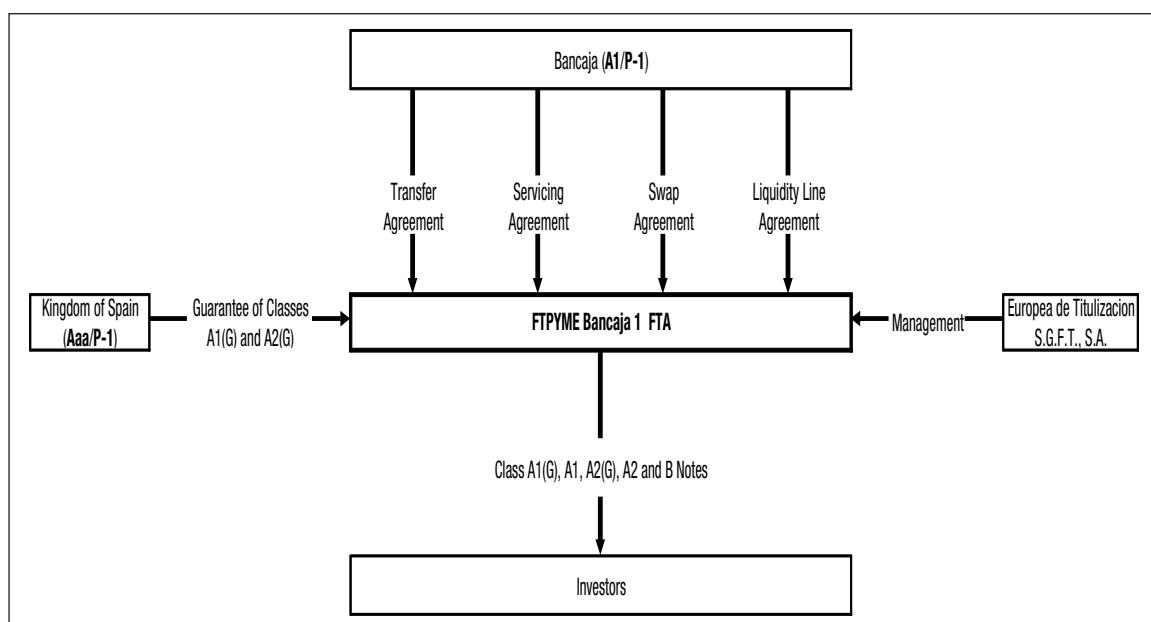 Bancaja (A1/P-1)
Transfer
Agreement
Servicing
Agreement
Swap
Agreement
Liquidity Line
Agreement
Kingdom of Spain
(Aaa/P-1)
Guarantee of Classes
A1(G) and A2(G)
FTPYME Bancaja 1 FTA
Management
Europea de Titulizacion
S.G.F.T., S.A.
Class A1(G), A1, A2(G), A2 and B Notes
Investors